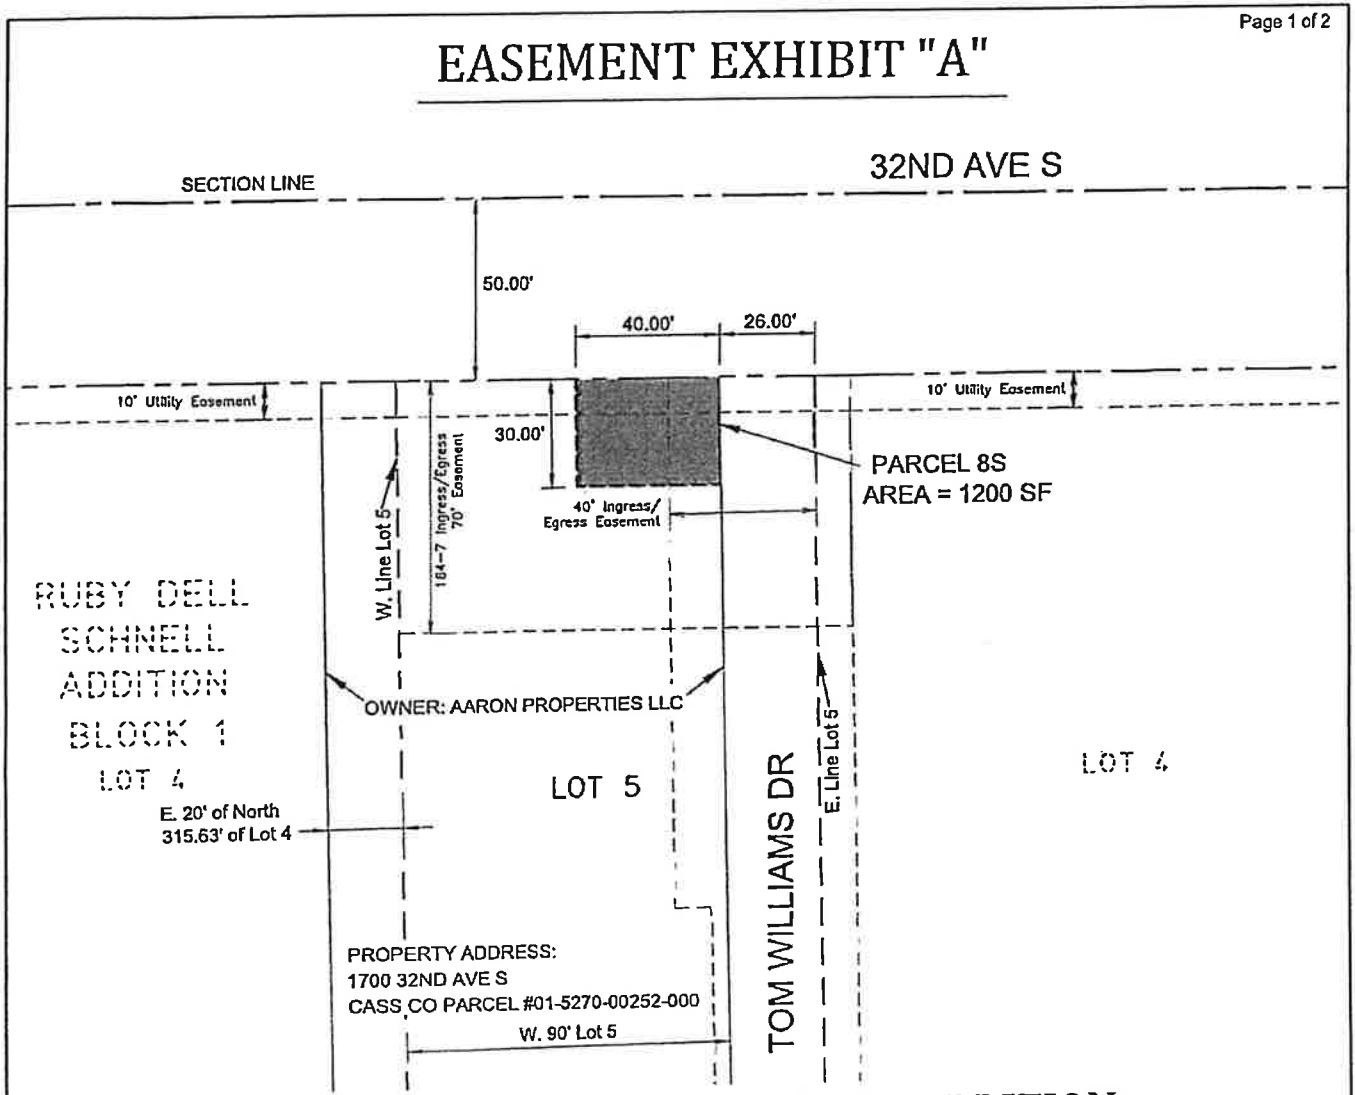 Page 1 of 2
EASEMENT EXHIBIT "A"
32ND AVE S
SECTION LINE
50.00'
40.00'
26.00'
10' Utility Easement
10' Utility Easement
30.00'
PARCEL 8S
AREA = 1200 SF
40' Ingress/
Egress Easement
164-7 Ingress/Egress
70' Easement
W. Line Lot 5
RUBY DELL
SCHNELL
ADDITION
BLOCK 1
LOT 4
OWNER: AARON PROPERTIES LLC
E. 20' of North
315.63' of Lot 4
LOT 5
TOM WILLIAMS DR
E. Line Lot 5
LOT 4
PROPERTY ADDRESS:
1700 32ND AVE S
CASS CO PARCEL #01-5270-00252-000
W. 90' Lot 5